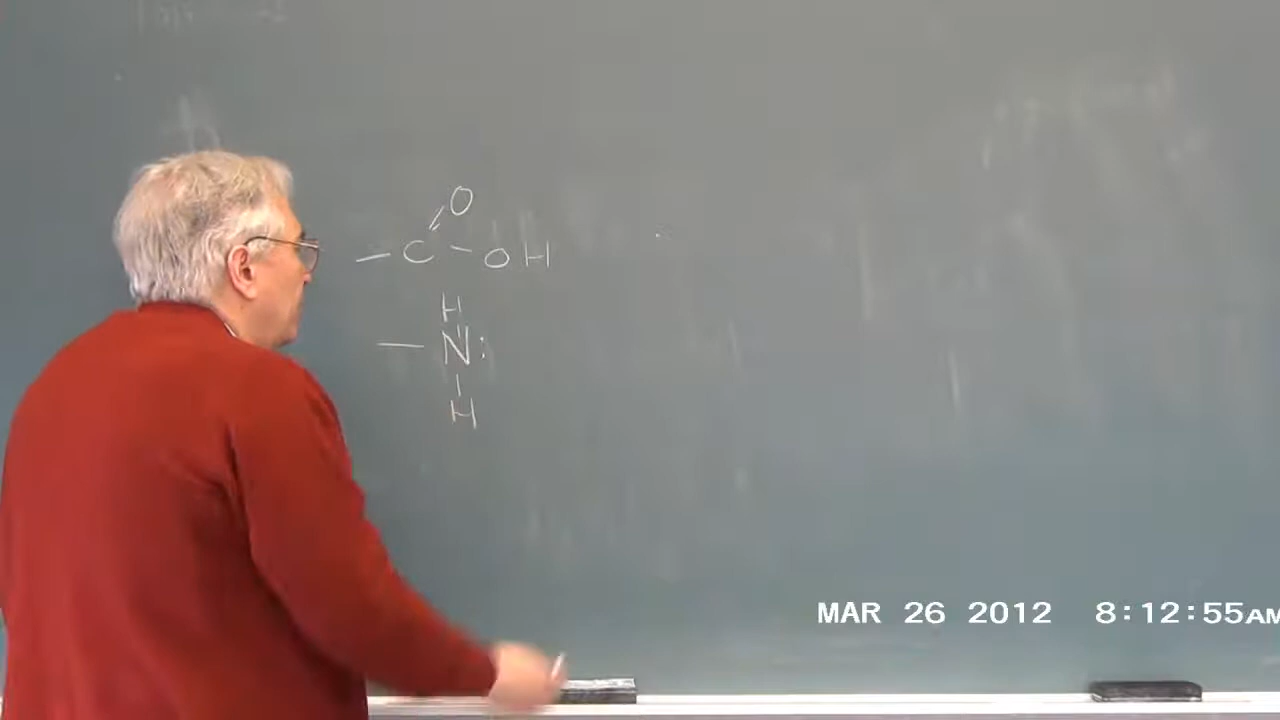 O
— C — OH
H
— N:
H
MAR 26 2012 8:12:55AM